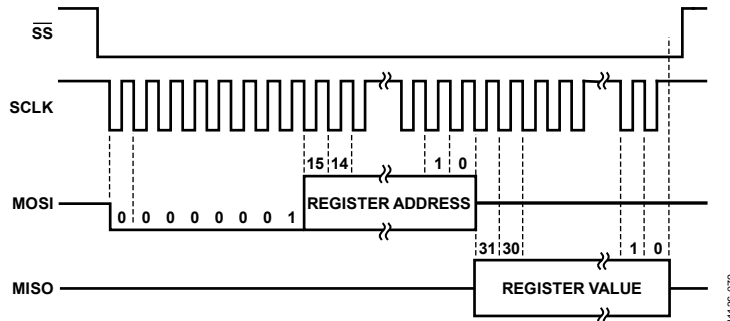 SS
SCLK
15 14 1 0
MOSI
0 0 0 0 0 0 0 1
REGISTER ADDRESS
31 30 1 0
MISO
REGISTER VALUE